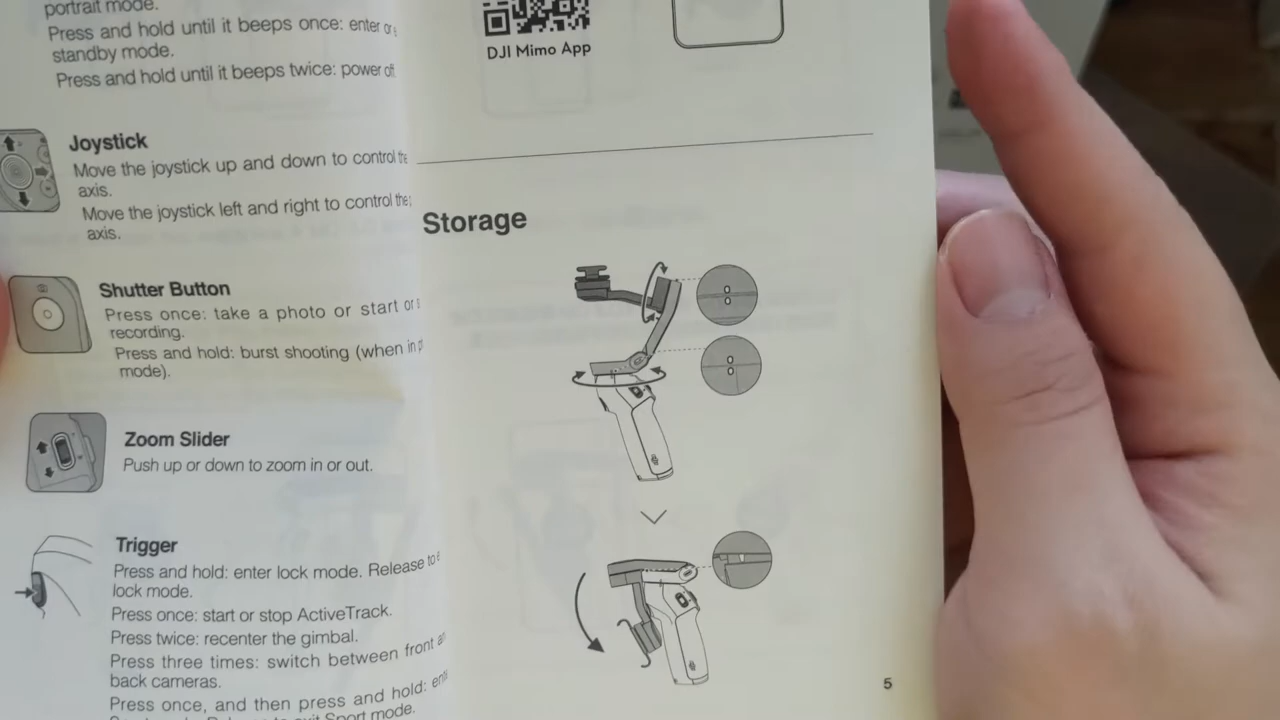 portrait mode.
Press and hold until it beeps once: enter or
standby mode.
Press and hold until it beeps twice: power off
Joystick
Move the joystick up and down to control the
axis.
Move the joystick left and right to control the
axis.
Shutter Button
Press once: take a photo or start or
recording.
Press and hold: burst shooting (when in
mode).
Zoom Slider
Push up or down to zoom in or out.
Trigger
Press and hold: enter lock mode. Release to
lock mode.
Press once: start or stop ActiveTrack.
Press twice: recenter the gimbal.
Press three times: switch between front
back cameras.
Press once, and then press and hold:
to exit Sport mode.
DJI Mimo App
Storage
5